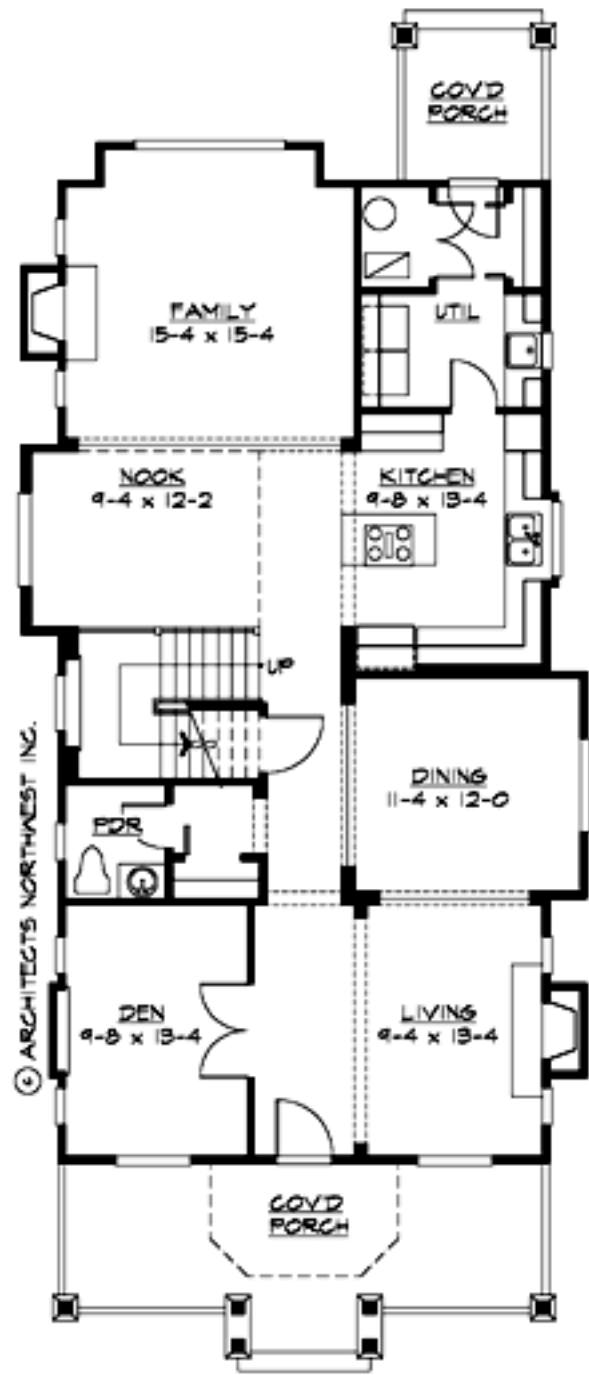 COV'D
PORCH
FAMILY
15-4 x 15-4
UTIL
NOOK
9-4 x 12-2
KITCHEN
9-8 x 13-4
UP
DINING
11-4 x 12-0
PDR
DEN
9-8 x 13-4
LIVING
9-4 x 13-4
COV'D
PORCH
© ARCHITECTS NORTHWEST INC.